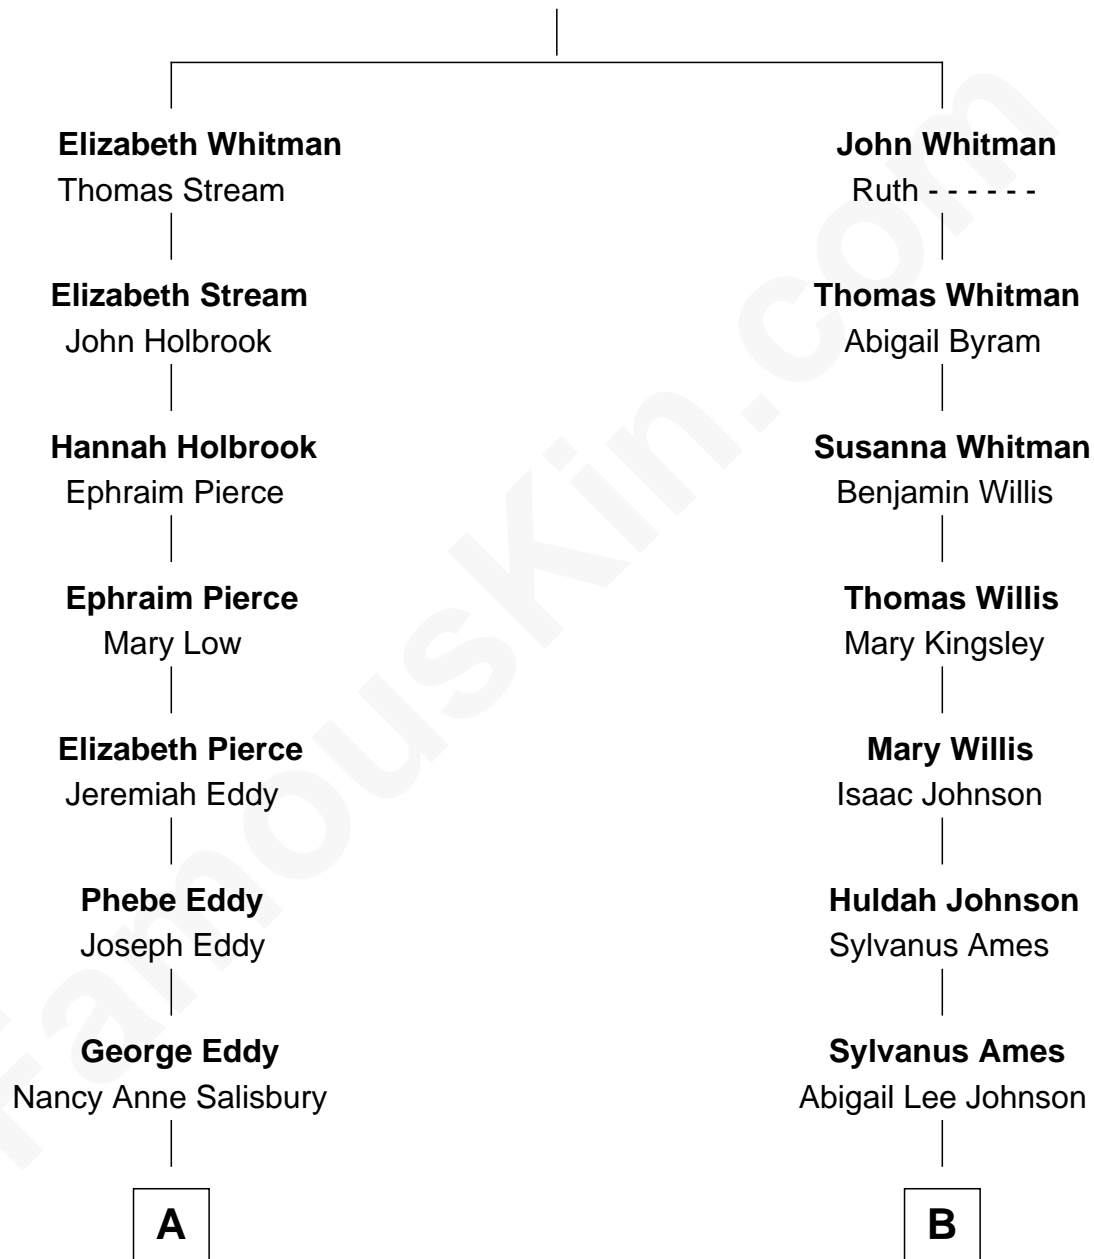 Elizabeth Whitman
Thomas Stream
John Whitman
Ruth - - - - - -
Elizabeth Stream
John Holbrook
Thomas Whitman
Abigail Byram
Hannah Holbrook
Ephraim Pierce
Susanna Whitman
Benjamin Willis
Ephraim Pierce
Mary Low
Thomas Willis
Mary Kingsley
Elizabeth Pierce
Jeremiah Eddy
Mary Willis
Isaac Johnson
Phebe Eddy
Joseph Eddy
Huldah Johnson
Sylvanus Ames
George Eddy
Nancy Anne Salisbury
Sylvanus Ames
Abigail Lee Johnson
A
B
FamousKin.com